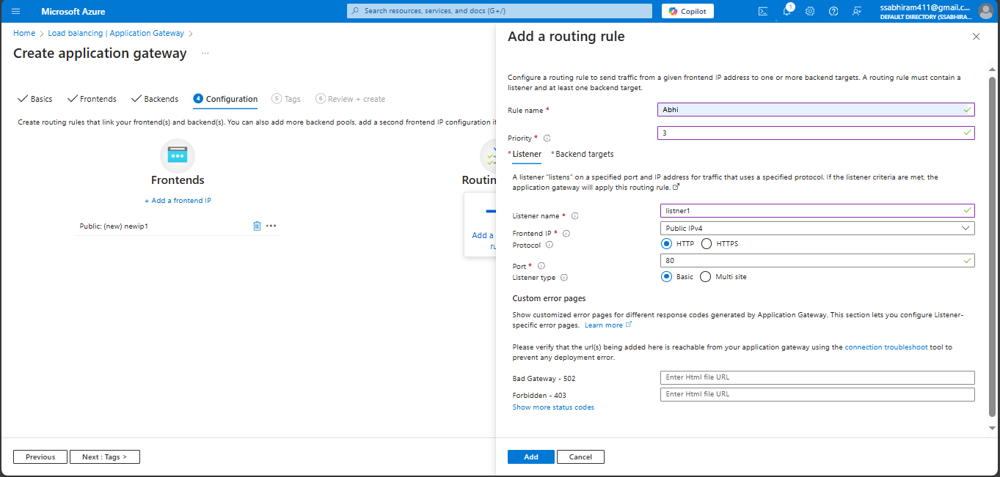 Microsoft Azure
Search resources, services, and docs (G+/)
Copilot
1
ssabhiram411@gmail.c...
DEFAULT DIRECTORY (SSABHIRA...
Home > Load balancing | Application Gateway >
Create application gateway ...
Basics Frontends Backends 4 Configuration 5 Tags 6 Review + create
Create routing rules that link your frontend(s) and backend(s). You can also add more backend pools, add a second frontend IP configuration if
Frontends
+ Add a frontend IP
Public: (new) newip1
Routin
Add a
ru
Previous
Next : Tags >
Add a routing rule
Configure a routing rule to send traffic from a given frontend IP address to one or more backend targets. A routing rule must contain a
listener and at least one backend target.
Rule name * Abhi
Priority * 3
* Listener * Backend targets
A listener "listens" on a specified port and IP address for traffic that uses a specified protocol. If the listener criteria are met, the
application gateway will apply this routing rule.
Listener name * listner1
Frontend IP * Public IPv4
Protocol HTTP HTTPS
Port * 80
Listener type Basic Multi site
Custom error pages
Show customized error pages for different response codes generated by Application Gateway. This section lets you configure Listener-
specific error pages. Learn more
Please verify that the url(s) being added here is reachable from your application gateway using the connection troubleshoot tool to
prevent any deployment error.
Bad Gateway - 502 Enter Html file URL
Forbidden - 403 Enter Html file URL
Show more status codes
Add
Cancel